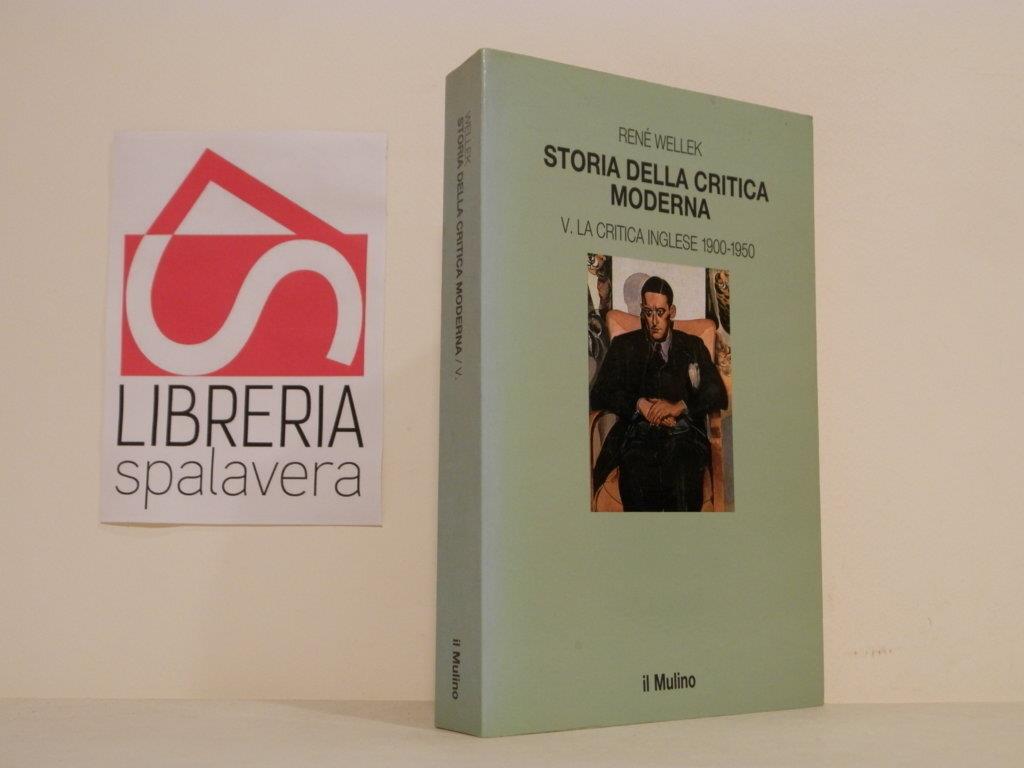 LIBRERIA
spalavera
WELLEK
STORIA DELLA CRITICA MODERNA / V.
il Mulino
RENÉ WELLEK
STORIA DELLA CRITICA
MODERNA
V. LA CRITICA INGLESE 1900-1950
il Mulino